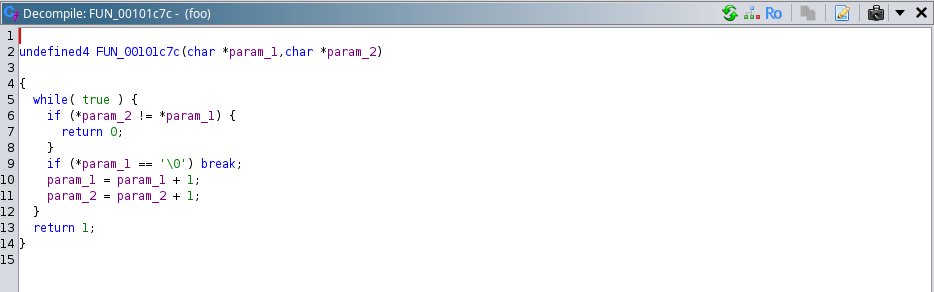 Decompile: FUN_00101c7c - (foo)
Ro
1
2 undefined4 FUN_00101c7c(char *param_1,char *param_2)
3
4 {
5   while( true ) {
6     if (*param_2 != *param_1) {
7       return 0;
8     }
9     if (*param_1 == '\0') break;
10     param_1 = param_1 + 1;
11     param_2 = param_2 + 1;
12   }
13   return 1;
14 }
15